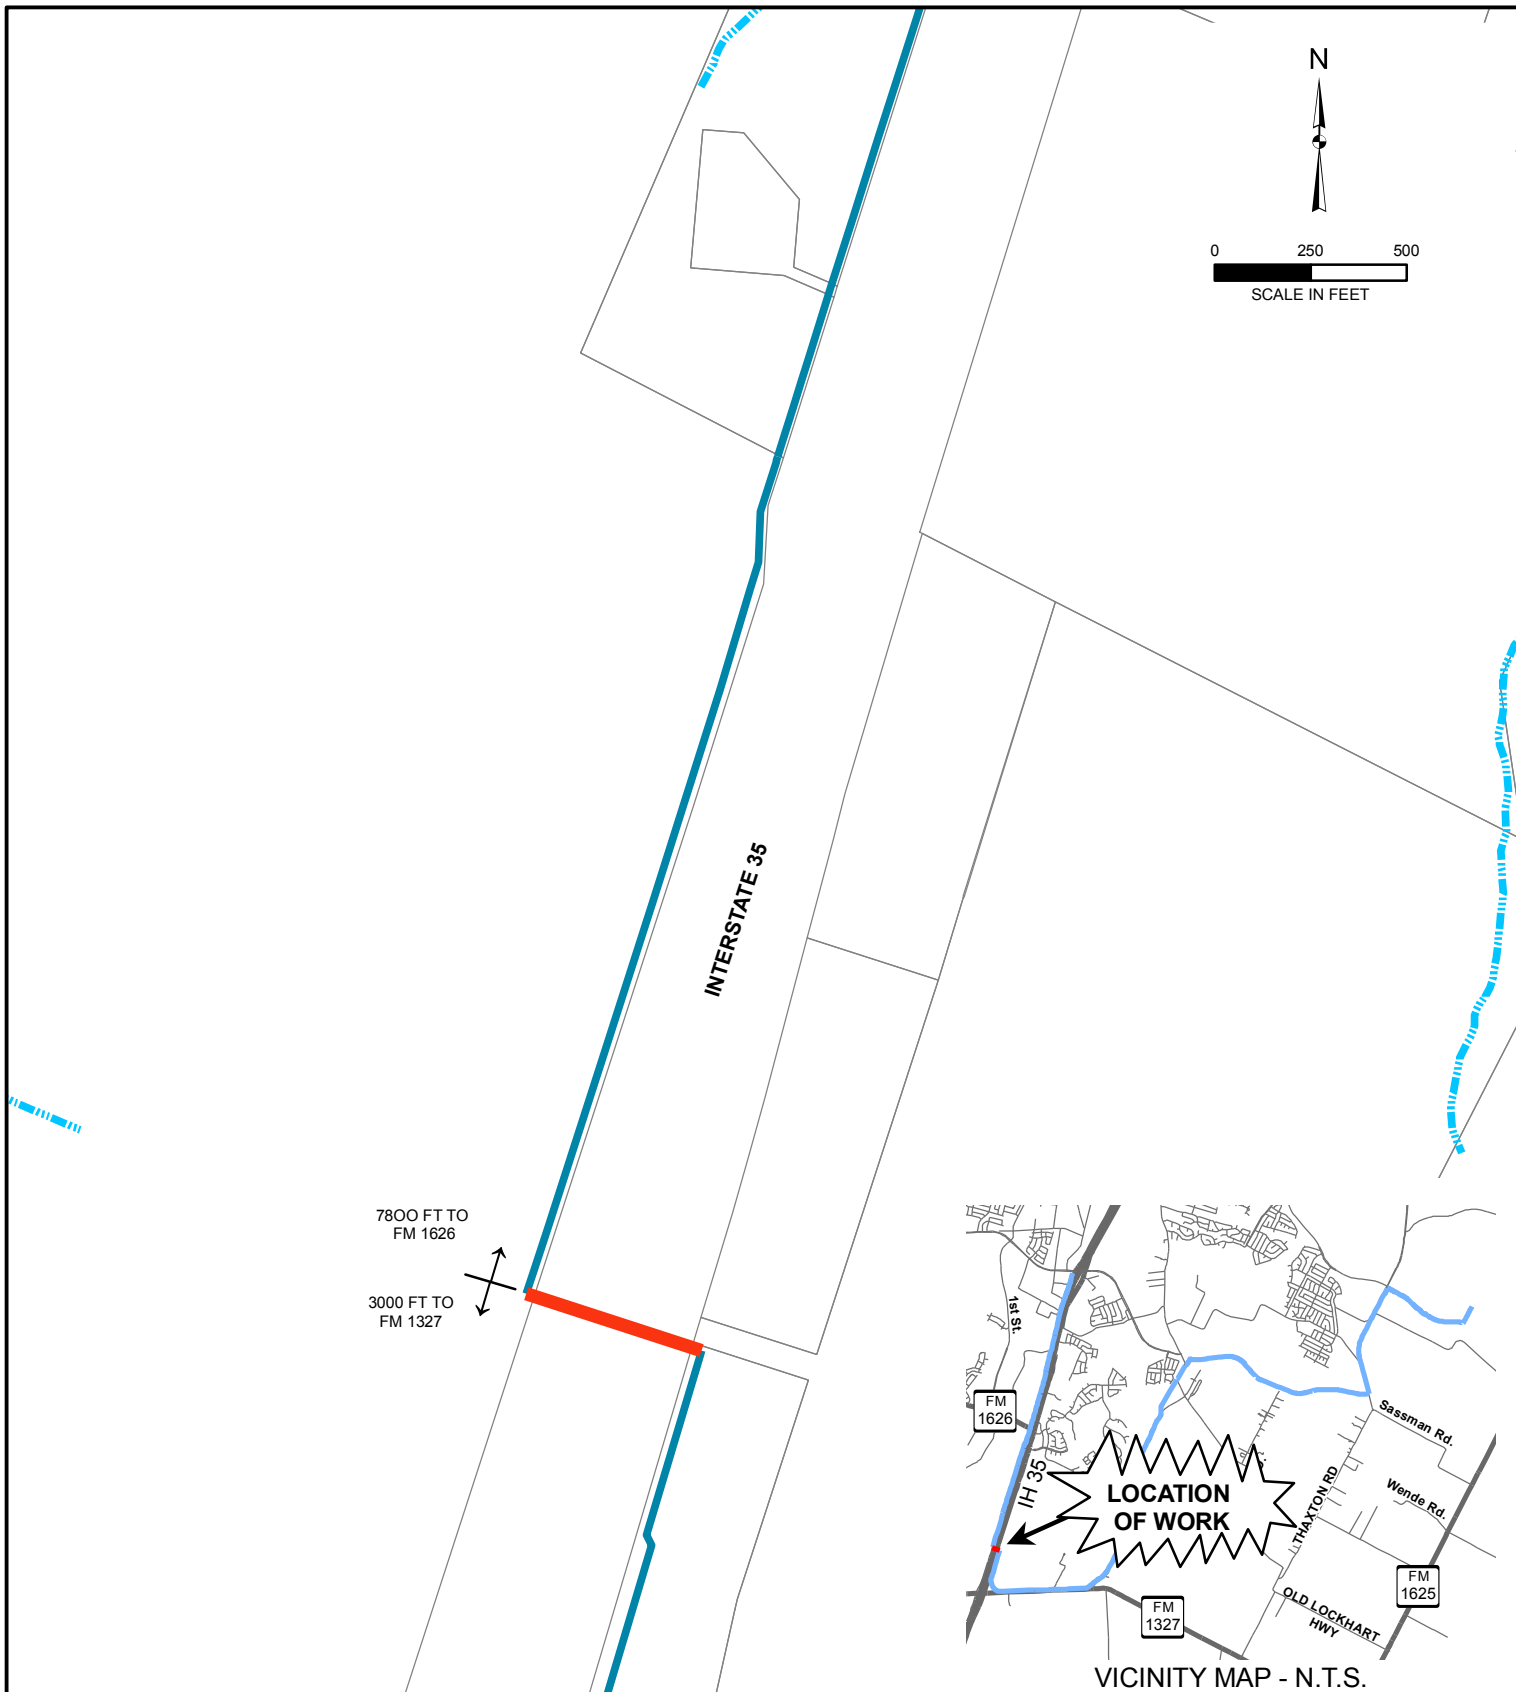 N
0 250 500
SCALE IN FEET
INTERSTATE 35
78OO FT TO
FM 1626
3000 FT TO
FM 1327
1st St.
FM
1626
IH 35
LOCATION
OF WORK
THAXTON RD
Sassman Rd.
Wende Rd.
FM
1625
OLD LOCKHART
HWY
FM
1327
VICINITY MAP - N.T.S.